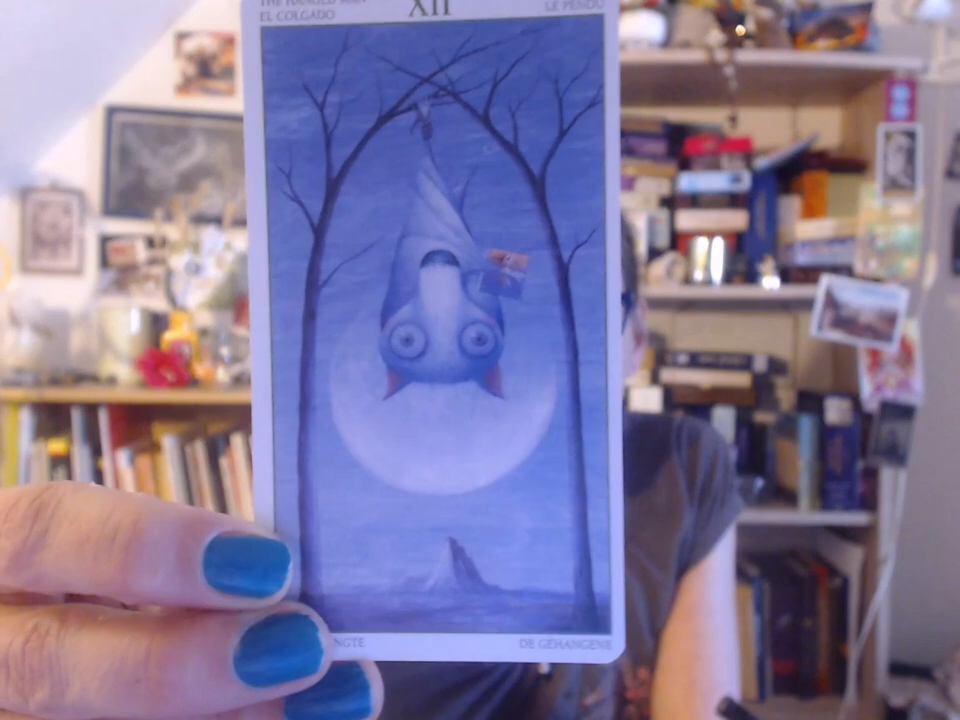 THE HANGED MAN
EL COLGADO
XII
LE PENDU
NGTE
DE GEHANGENE